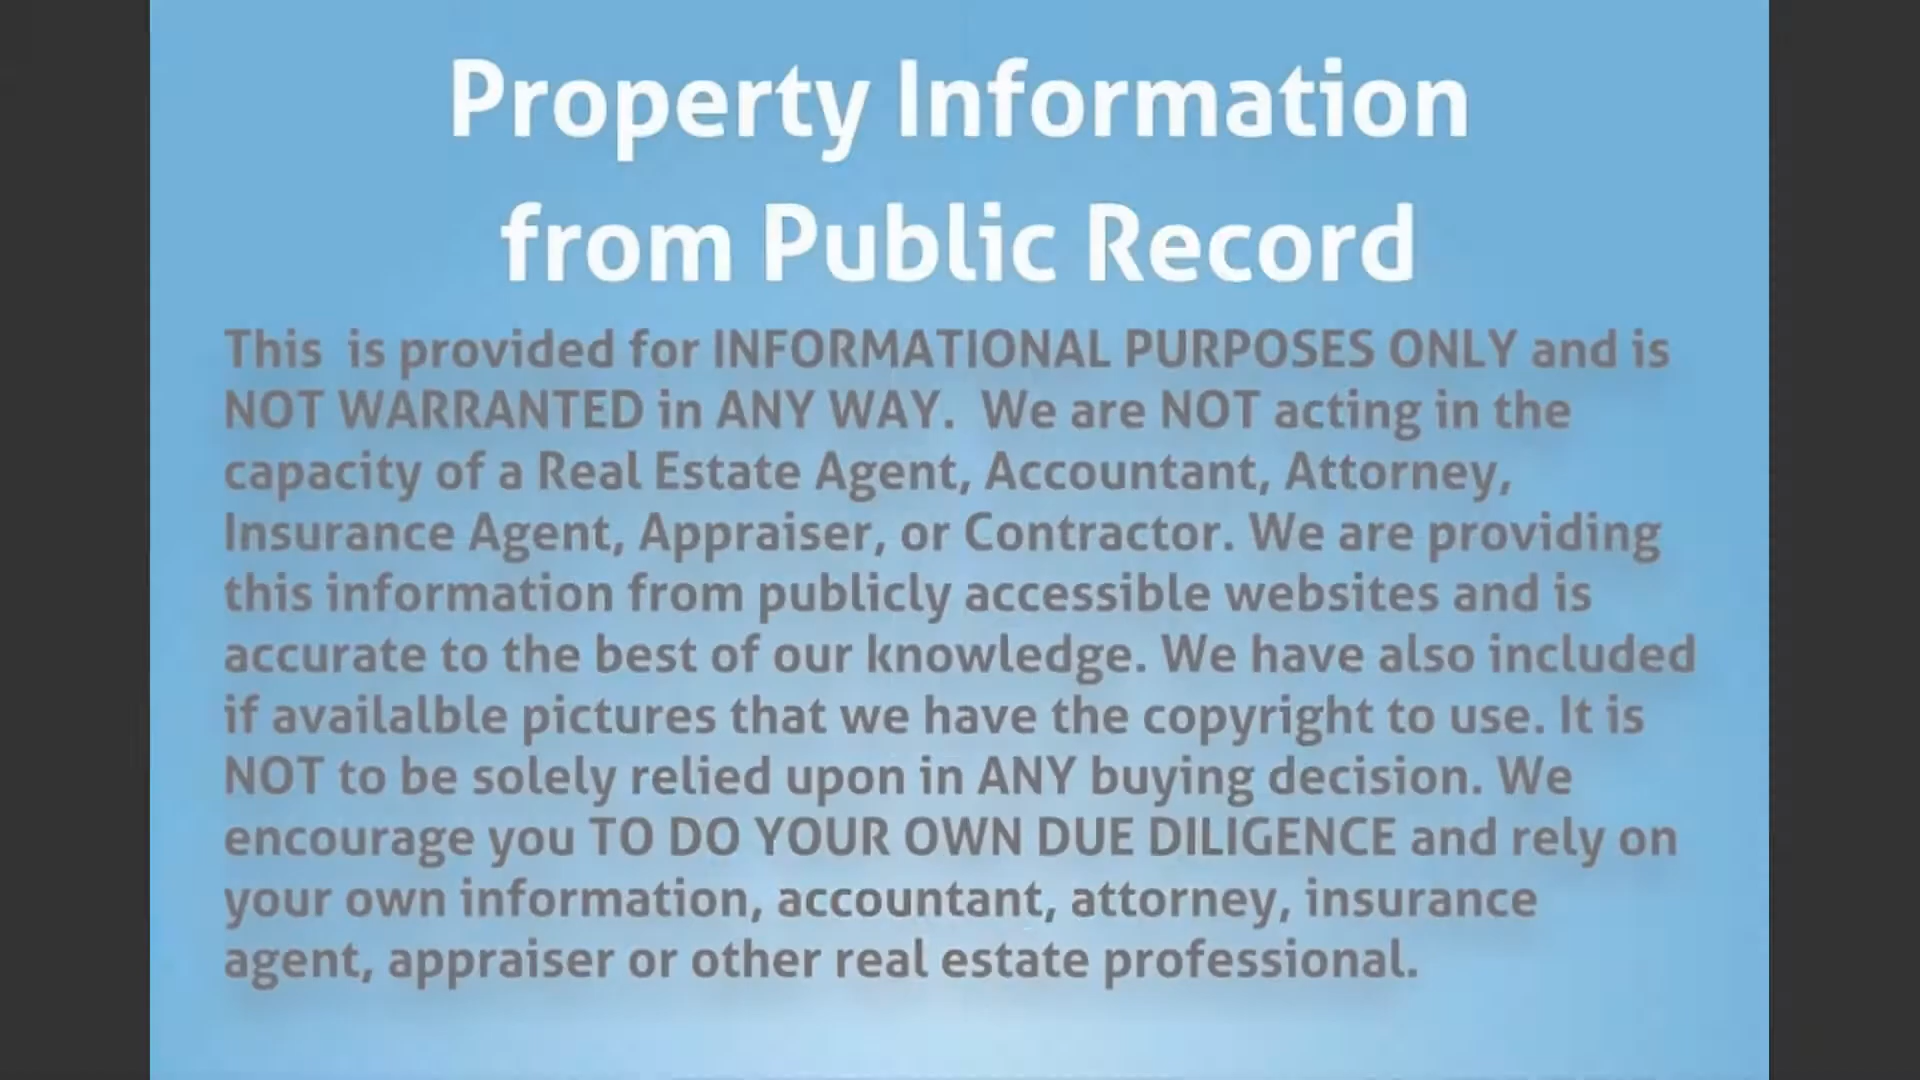 Property Information
from Public Record
This  is provided for INFORMATIONAL PURPOSES ONLY and is
NOT WARRANTED in ANY WAY.  We are NOT acting in the
capacity of a Real Estate Agent, Accountant, Attorney,
Insurance Agent, Appraiser, or Contractor. We are providing
this information from publicly accessible websites and is
accurate to the best of our knowledge. We have also included
if availalble pictures that we have the copyright to use. It is
NOT to be solely relied upon in ANY buying decision. We
encourage you TO DO YOUR OWN DUE DILIGENCE and rely on
your own information, accountant, attorney, insurance
agent, appraiser or other real estate professional.